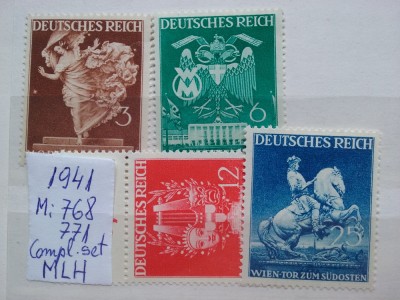 DEUTSCHES REICH
3
DEUTSCHES REICH
WM
6
1941
Mi 768
771
Compl. set
MLH
DEUTSCHES REICH
12
DEUTSCHES REICH
25
WIEN·TOR ZUM SÜDOSTEN